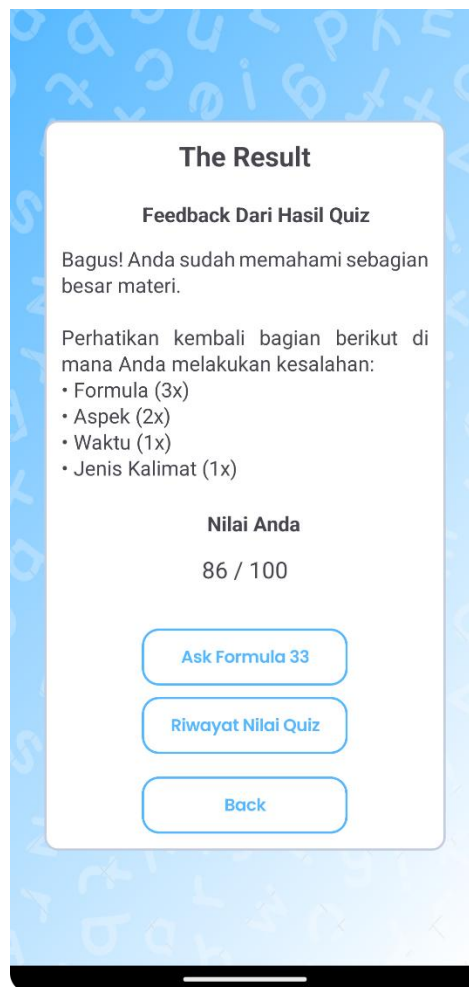 The Result
Feedback Dari Hasil Quiz
Bagus! Anda sudah memahami sebagian
besar materi.
Perhatikan kembali bagian berikut di
mana Anda melakukan kesalahan:
• Formula (3x)
• Aspek (2x)
• Waktu (1x)
• Jenis Kalimat (1x)
Nilai Anda
86 / 100
Ask Formula 33
Riwayat Nilai Quiz
Back